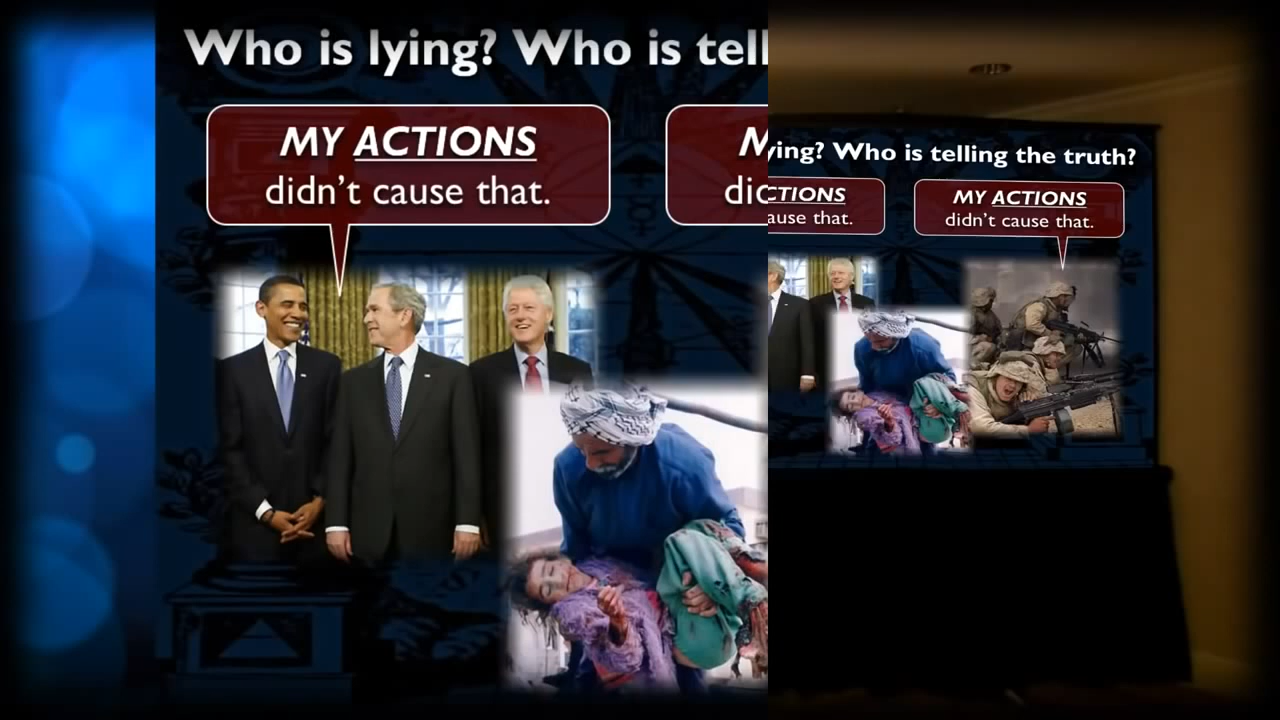 Who is lying? Who is tell
MY ACTIONS
didn't cause that.
M
dic
ying? Who is telling the truth?
CTIONS
ause that.
MY ACTIONS
didn't cause that.